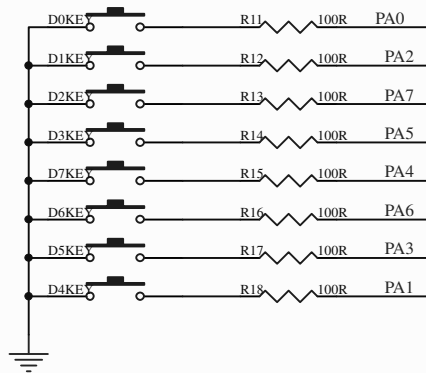 D0KEY R11 100R PA0
D1KEY R12 100R PA2
D2KEY R13 100R PA7
D3KEY R14 100R PA5
D7KEY R15 100R PA4
D6KEY R16 100R PA6
D5KEY R17 100R PA3
D4KEY R18 100R PA1